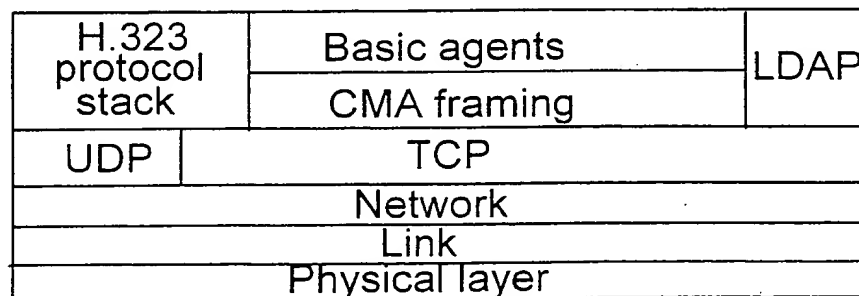 H.323
protocol
stack
Basic agents
CMA framing
LDAP
UDP
TCP
Network
Link
Physical layer